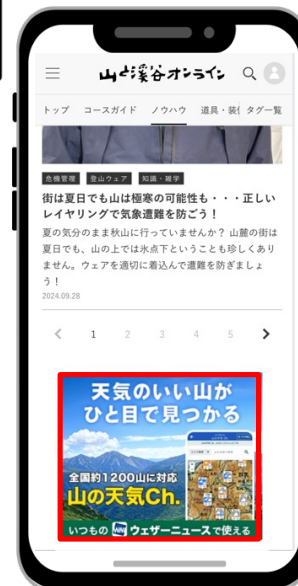 山と溪谷オンライン
トップ コースガイド ノウハウ 道具・装備 タグ一覧
危機管理 登山ウェア 知識・雑学
街は夏日でも山は極寒の可能性も・・・正しい
レイヤリングで気象遭難を防ごう！
夏の気分のまま秋山に行っていませんか？ 山麓の街は
夏日でも、山の上では氷点下ということも珍しくあり
ません。ウェアを適切に着込んで遭難を防ぎましょ
う！
2024.09.28
< 1 2 3 4 5 >
天気のいい山が
ひと目で見つかる
全国約1200山に対応
山の天気Ch.
いつもの ウェザーニュースで使える